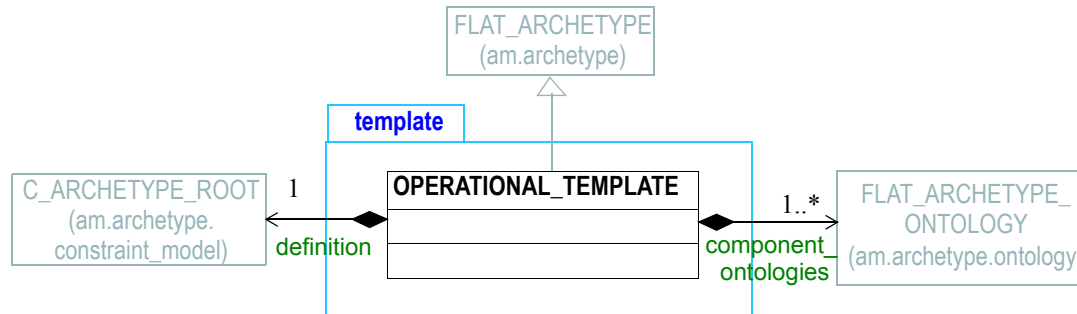 FLAT_ARCHETYPE
(am.archetype)
template
C_ARCHETYPE_ROOT
(am.archetype.
constraint_model)
1
definition
OPERATIONAL_TEMPLATE
1..*
component_
ontologies
FLAT_ARCHETYPE_
ONTOLOGY
(am.archetype.ontology